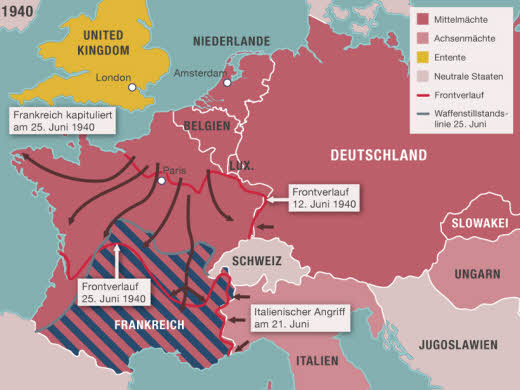 1940
UNITED
KINGDOM
London
NIEDERLANDE
Amsterdam
Mittelmächte
Achsenmächte
Entente
Neutrale Staaten
Frontverlauf
Waffenstillstands-
linie 25. Juni
Frankreich kapituliert
am 25. Juni 1940
BELGIEN
LUX.
DEUTSCHLAND
Paris
Frontverlauf
12. Juni 1940
SLOWAKEI
SCHWEIZ
UNGARN
Frontverlauf
25. Juni 1940
FRANKREICH
Italienischer Angriff
am 21. Juni
JUGOSLAWIEN
ITALIEN